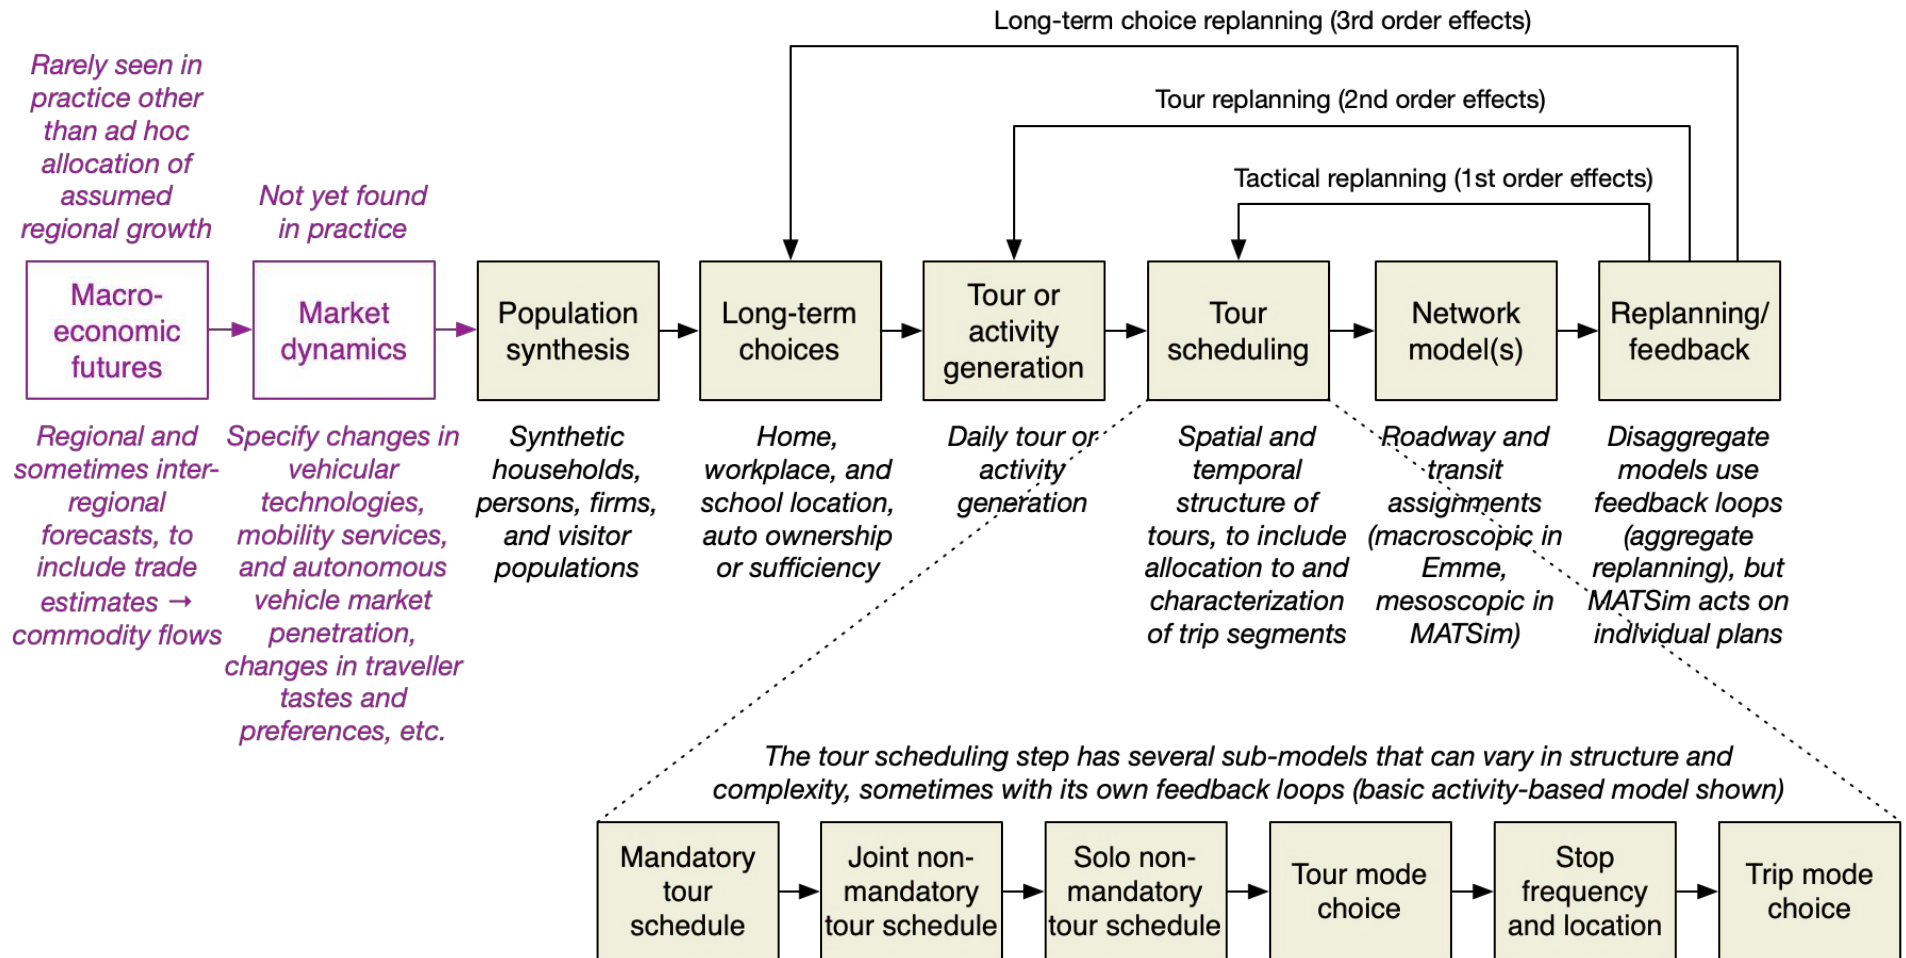 Long-term choice replanning (3rd order effects)
Tour replanning (2nd order effects)
Tactical replanning (1st order effects)
Rarely seen in
practice other
than ad hoc
allocation of
assumed
regional growth
Not yet found
in practice
Macro-
economic
futures
Market
dynamics
Population
synthesis
Long-term
choices
Tour or
activity
generation
Tour
scheduling
Network
model(s)
Replanning/
feedback
Regional and
sometimes inter-
regional
forecasts, to
include trade
estimates →
commodity flows
Specify changes in
vehicular
technologies,
mobility services,
and autonomous
vehicle market
penetration,
changes in traveller
tastes and
preferences, etc.
Synthetic
households,
persons, firms,
and visitor
populations
Home,
workplace, and
school location,
auto ownership
or sufficiency
Daily tour or
activity
generation
Spatial and
temporal
structure of
tours, to include
allocation to and
characterization
of trip segments
Roadway and
transit
assignments
(macroscopic in
Emme,
mesoscopic in
MATSim)
Disaggregate
models use
feedback loops
(aggregate
replanning), but
MATSim acts on
individual plans
The tour scheduling step has several sub-models that can vary in structure and
complexity, sometimes with its own feedback loops (basic activity-based model shown)
Mandatory
tour
schedule
Joint non-
mandatory
tour schedule
Solo non-
mandatory
tour schedule
Tour mode
choice
Stop
frequency
and location
Trip mode
choice